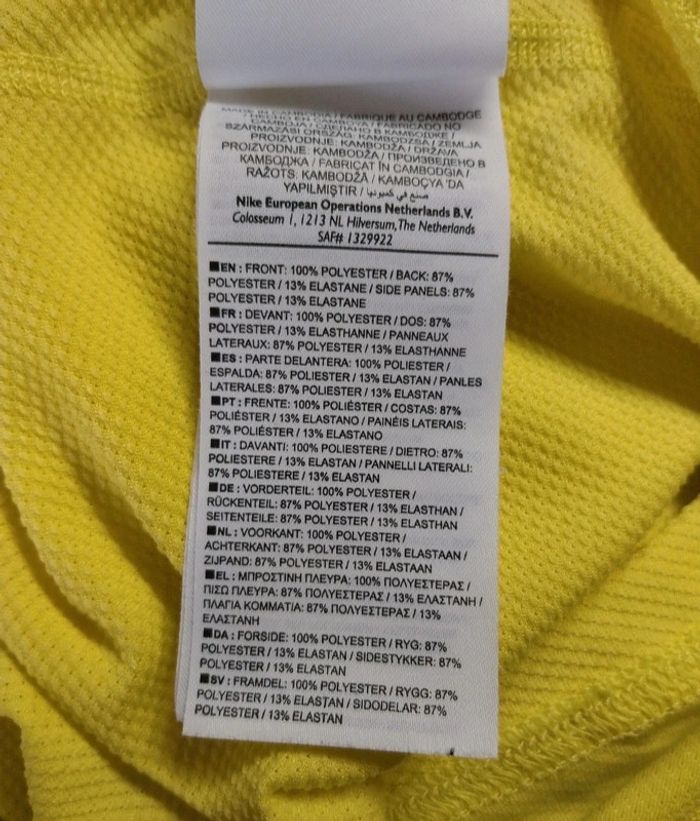 MADE IN CAMBODIA / FABRIQUE AU CAMBODGE
/ HECHO EN CAMBOYA / FABRICADO NO
CAMBOJA / СДЕЛАНО В КАМБОДЖЕ /
SZÁRMAZÁSI ORSZÁG: KAMBODZSA / ZEMLJA
PROIZVODNJE: KAMBODŽA / DRŽAVA
PROIZVODNJE: KAMBODŽA / ПРОИЗВЕДЕНО В
КАМБОДЖА / FABRICAT ÎN CAMBODGIA /
RAŽOTS. KAMBODŽĀ / KAMBOÇYA'DA
YAPILMIŞTIR / صنع في كمبوديا
Nike European Operations Netherlands B.V.
Colosseum 1, 1213 NL Hilversum, The Netherlands
SAF# 1329922
■EN : FRONT: 100% POLYESTER / BACK: 87%
POLYESTER / 13% ELASTANE / SIDE PANELS: 87%
POLYESTER / 13% ELASTANE
■FR : DEVANT: 100% POLYESTER / DOS: 87%
POLYESTER / 13% ELASTHANNE / PANNEAUX
LATERAUX: 87% POLYESTER / 13% ELASTHANNE
■ES : PARTE DELANTERA: 100% POLIESTER /
ESPALDA: 87% POLIESTER / 13% ELASTAN / PANLES
LATERALES: 87% POLIESTER / 13% ELASTAN
■PT : FRENTE: 100% POLIÉSTER / COSTAS: 87%
POLIÉSTER / 13% ELASTANO / PAINÉIS LATERAIS:
87% POLIÉSTER / 13% ELASTANO
■IT : DAVANTI: 100% POLIESTERE / DIETRO: 87%
POLIESTERE / 13% ELASTAN / PANNELLI LATERALI:
87% POLIESTERE / 13% ELASTAN
■DE : VORDERTEIL: 100% POLYESTER /
RÜCKENTEIL: 87% POLYESTER / 13% ELASTHAN /
SEITENTEILE: 87% POLYESTER / 13% ELASTHAN
■NL : VOORKANT: 100% POLYESTER /
ACHTERKANT: 87% POLYESTER / 13% ELASTAAN /
ZIJPAND: 87% POLYESTER / 13% ELASTAAN
■EL : ΜΠΡΟΣΤΙΝΗ ΠΛΕΥΡΑ: 100% ΠΟΛΥΕΣΤΕΡΑΣ /
ΠΙΣΩ ΠΛΕΥΡΑ: 87% ΠΟΛΥΕΣΤΕΡΑΣ / 13% ΕΛΑΣΤΑΝΗ /
ΠΛΑΓΙΑ ΚΟΜΜΑΤΙΑ: 87% ΠΟΛΥΕΣΤΕΡΑΣ / 13%
ΕΛΑΣΤΑΝΗ
■DA : FORSIDE: 100% POLYESTER / RYG: 87%
POLYESTER / 13% ELASTAN / SIDESTYKKER: 87%
POLYESTER / 13% ELASTAN
■SV : FRAMDEL: 100% POLYESTER / RYGG: 87%
POLYESTER / 13% ELASTAN / SIDODELAR: 87%
POLYESTER / 13% ELASTAN